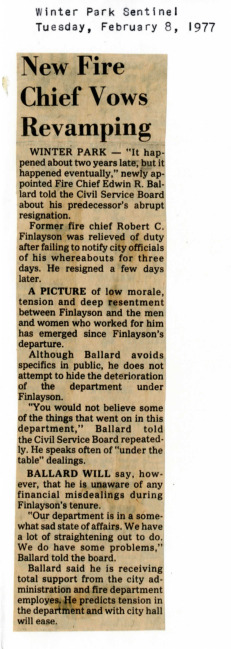 Winter Park Sentinel
Tuesday, February 8, 1977
New Fire
Chief Vows
Revamping
WINTER PARK — "It hap-
pened about two years late, but it
happened eventually," newly ap-
pointed Fire Chief Edwin R. Bal-
lard told the Civil Service Board
about his predecessor's abrupt
resignation.
Former fire chief Robert C.
Finlayson was relieved of duty
after failing to notify city officials
of his whereabouts for three
days. He resigned a few days
later.
A PICTURE of low morale,
tension and deep resentment
between Finlayson and the men
and women who worked for him
has emerged since Finlayson's
departure.
Although Ballard avoids
specifics in public, he does not
attempt to hide the deterioration
of the department under
Finlayson.
"You would not believe some
of the things that went on in this
department," Ballard told
the Civil Service Board repeated-
ly. He speaks often of "under the
table" dealings.
BALLARD WILL say, how-
ever, that he is unaware of any
financial misdealings during
Finlayson's tenure.
"Our department is in a some-
what sad state of affairs. We have
a lot of straightening out to do.
We do have some problems,"
Ballard told the board.
Ballard said he is receiving
total support from the city ad-
ministration and fire department
employes. He predicts tension in
the department and with city hall
will ease.